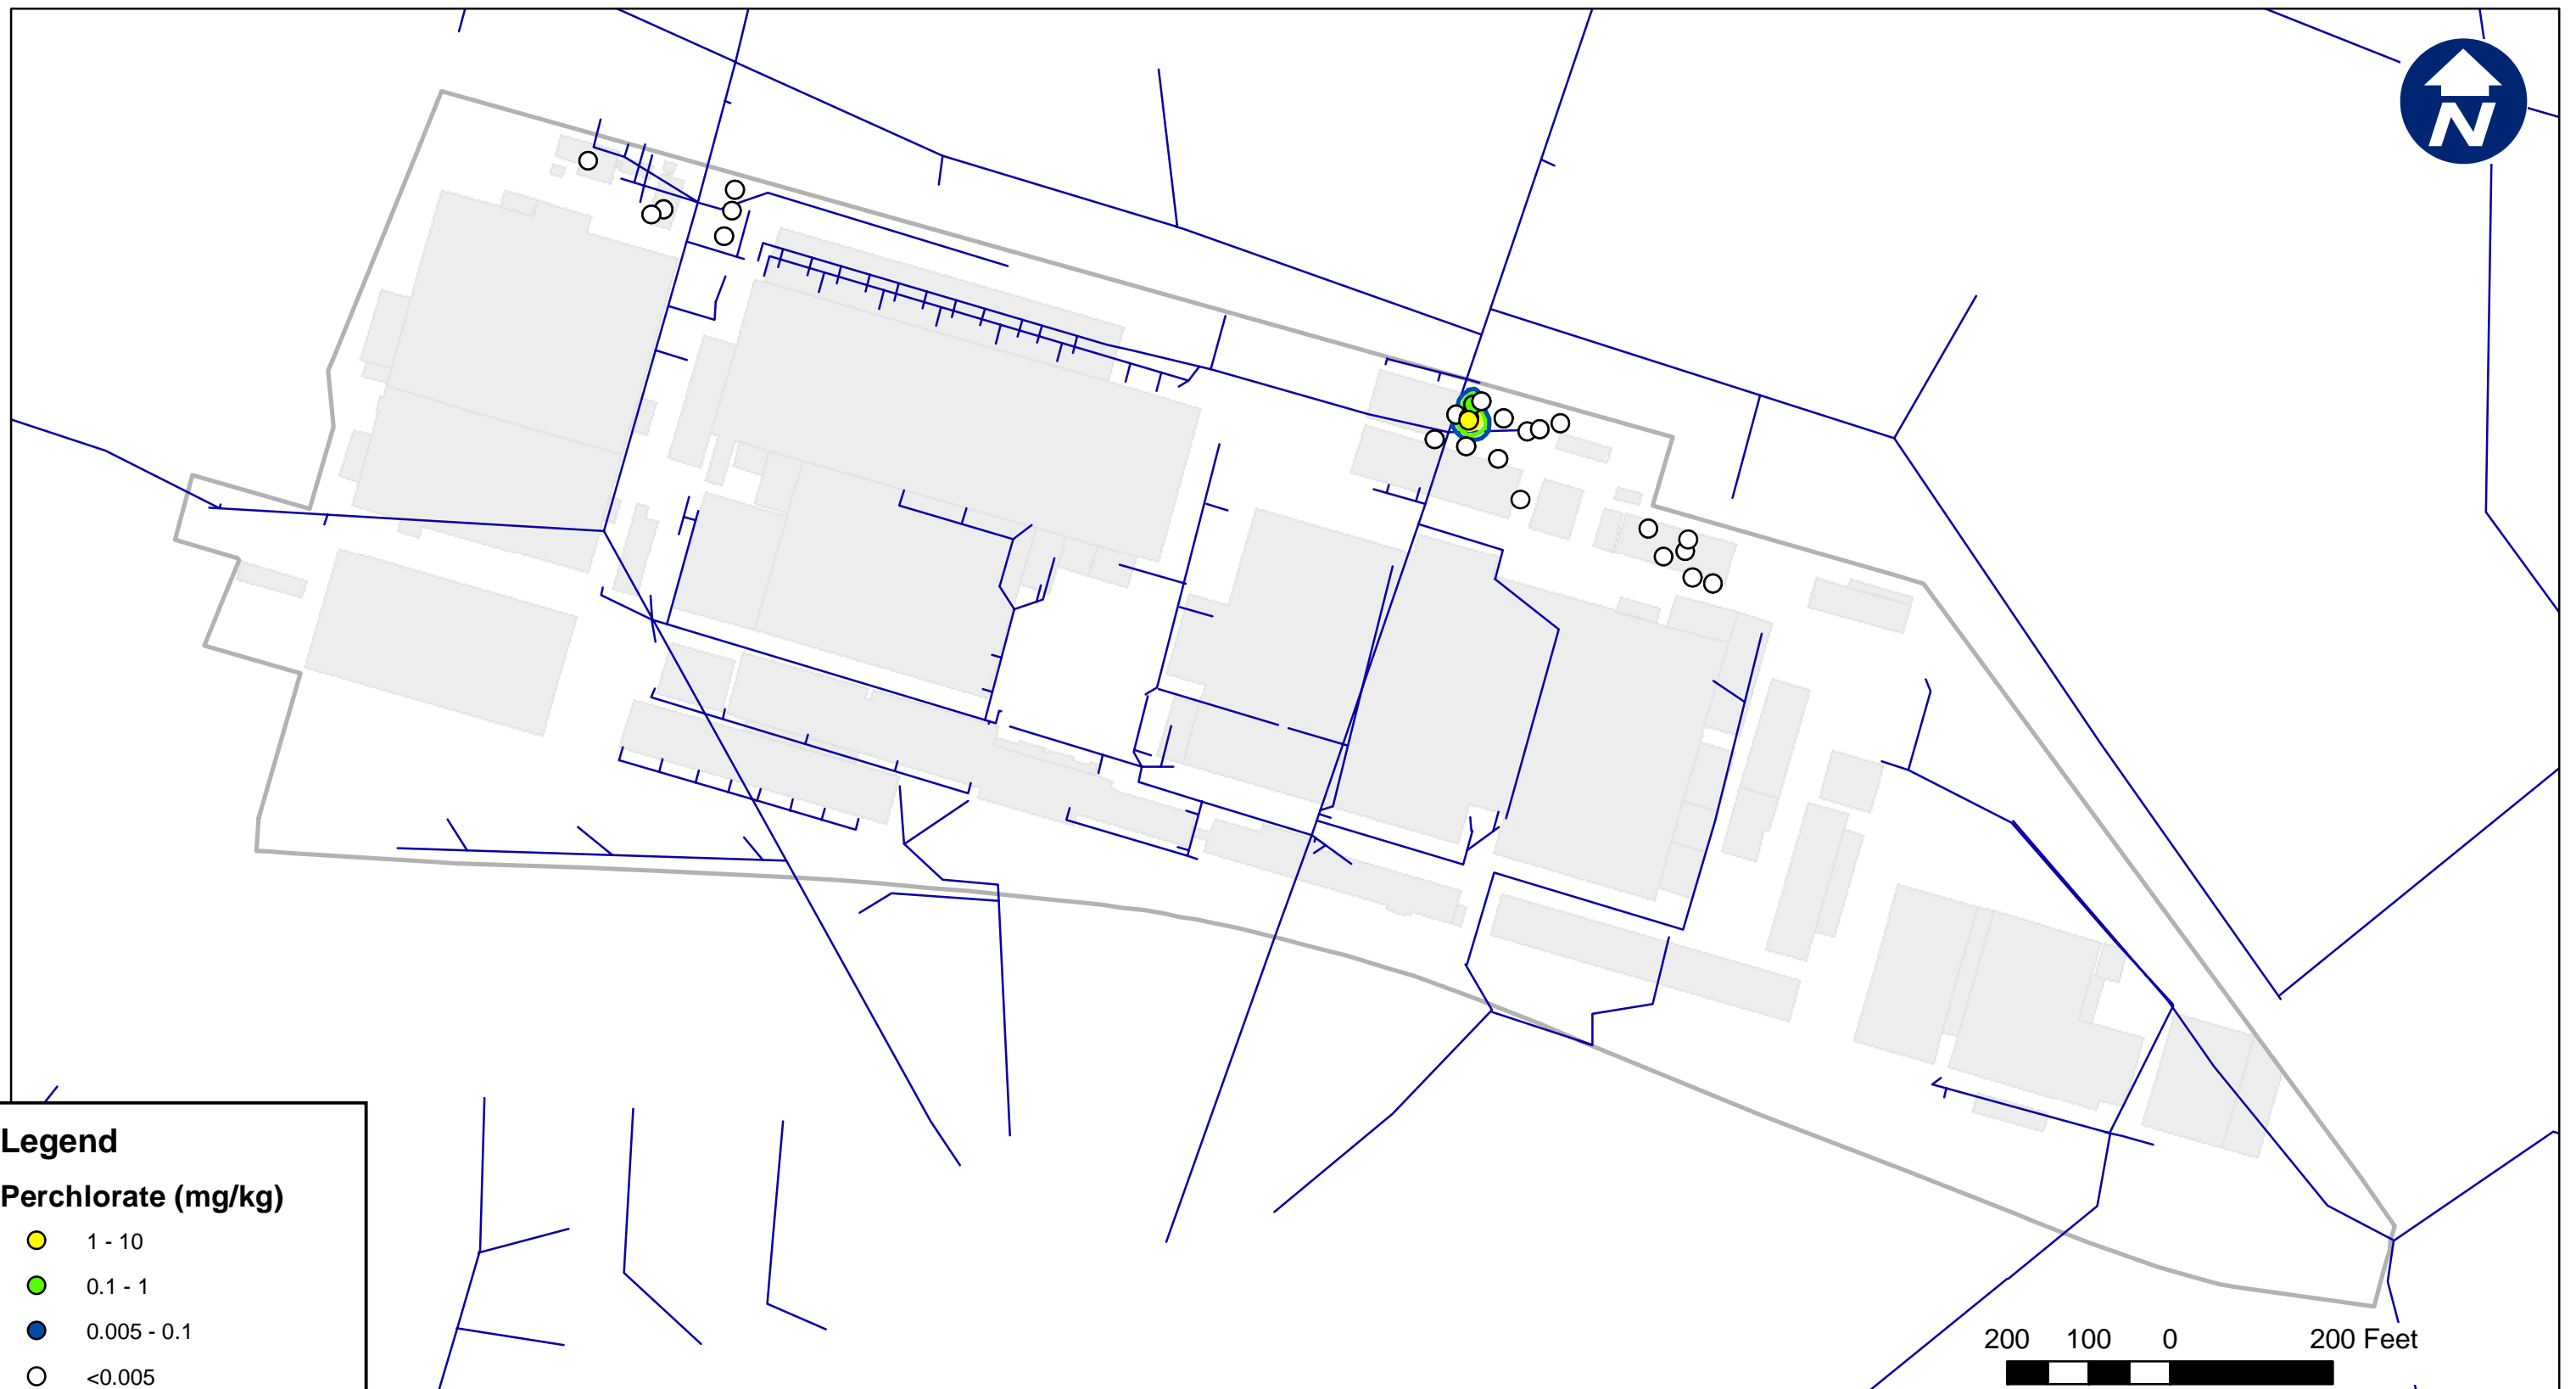 N
Legend
Perchlorate (mg/kg)
1 - 10
0.1 - 1
0.005 - 0.1
<0.005
200 100 0 200 Feet